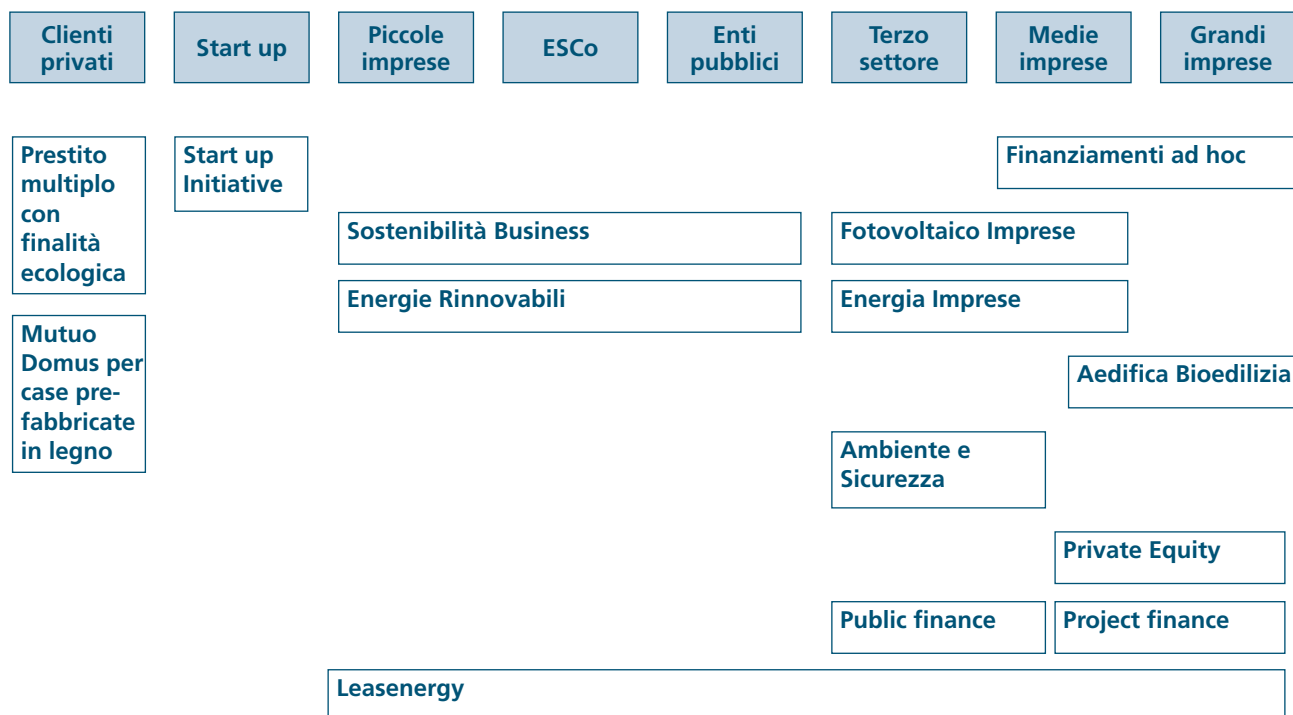 Clienti
privati
Start up
Piccole
imprese
ESCo
Enti
pubblici
Terzo
settore
Medie
imprese
Grandi
imprese
Prestito
multiplo
con
finalità
ecologica
Start up
Initiative
Finanziamenti ad hoc
Sostenibilità Business
Fotovoltaico Imprese
Energie Rinnovabili
Energia Imprese
Mutuo
Domus per
case pre-
fabbricate
in legno
Aedifica Bioedilizia
Ambiente e
Sicurezza
Private Equity
Public finance
Project finance
Leasenergy